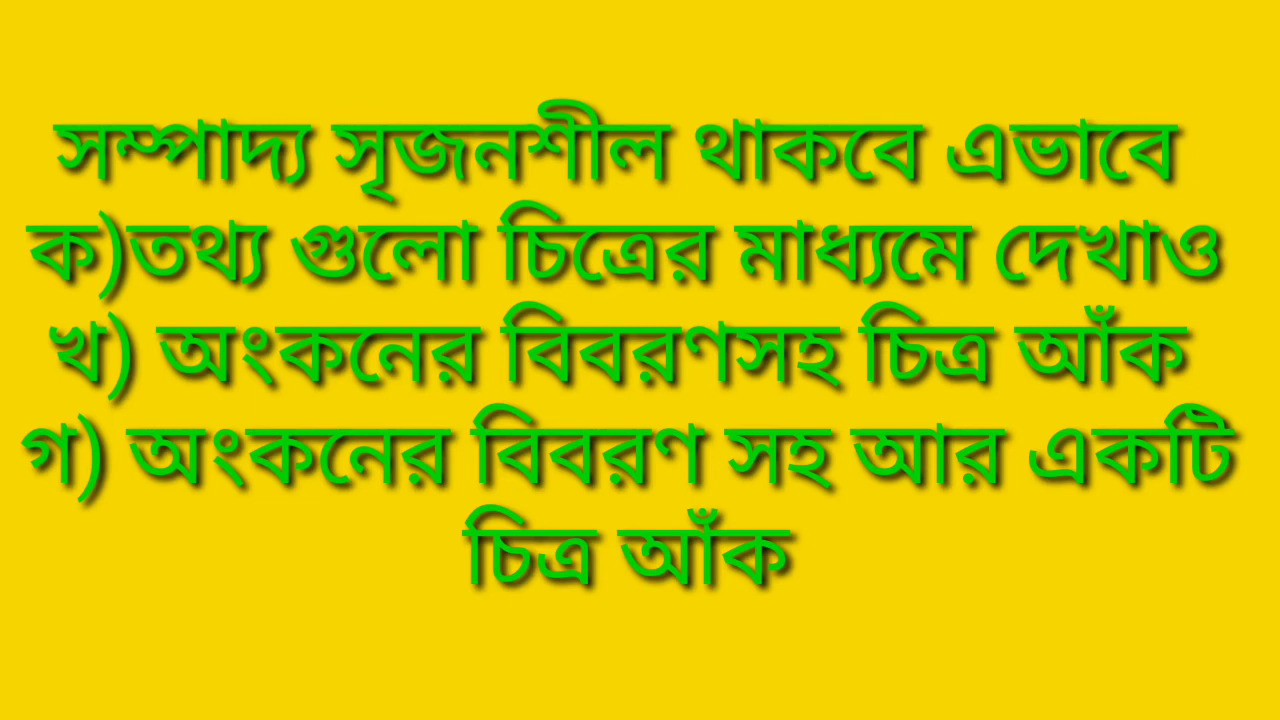 সম্পাদ্য সৃজনশীল থাকবে এভাবে
ক)তথ্য গুলো চিত্রের মাধ্যমে দেখাও
খ) অংকনের বিবরণসহ চিত্র আঁক
গ) অংকনের বিবরণ সহ আর একটি
চিত্র আঁক